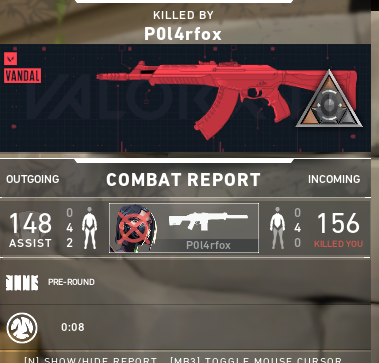 KILLED BY
P0l4rfox
VANDAL
OUTGOING
COMBAT REPORT
INCOMING
148
ASSIST
0
4
2
P0l4rfox
0
4
0
156
KILLED YOU
PRE-ROUND
0:08
[N] SHOW/HIDE REPORT [MB3] TOGGLE MOUSE CURSOR